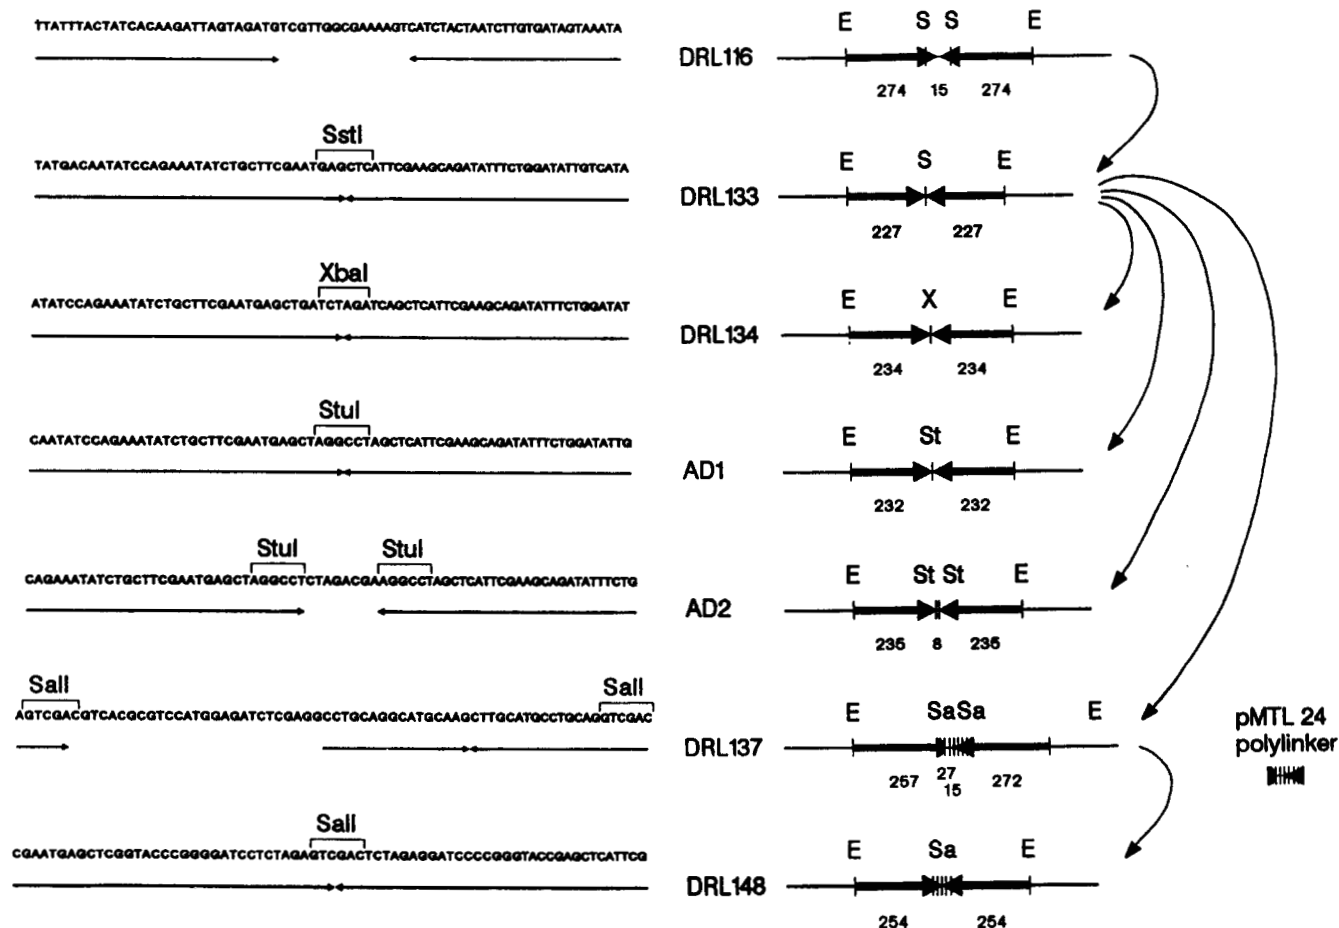 TTATTTACTATCACAAGATTAGTAGATGTCGTTGGCGAAAAGTCATCTACTAATCTTGTGATAGTAAATA
E S S E
DRL116
274 15 274
SstI
TATGACAATATCCAGAAATATCTGCTTCGAATGAGCTCATTCGAAGCAGATATTTCTGGATATTGTCATA
E S E
DRL133
227 227
XbaI
ATATCCAGAAATATCTGCTTCGAATGAGCTGATCTAGATCAGCTCATTCGAAGCAGATATTTCTGGATAT
E X E
DRL134
234 234
StuI
CAATATCCAGAAATATCTGCTTCGAATGAGCTAGGCCTAGCTCATTCGAAGCAGATATTTCTGGATATTG
E St E
AD1
232 232
StuI StuI
CAGAAATATCTGCTTCGAATGAGCTAGGCCTCTAGACGAAGGCCTAGCTCATTCGAAGCAGATATTTCTG
E St St E
AD2
235 8 235
SalI SalI
AGTCGACGTCACGCGTCCATGGAGATCTCGAGGCCTGCAGGCATGCAAGCTTGCATGCCTGCAGGTCGAC
E SaSa E
DRL137
257 27 272
15
pMTL 24
polylinker
SalI
CGAATGAGCTCGGTACCCGGGGATCCTCTAGAGTCGACTCTAGAGGATCCCCGGGTACCGAGCTCATTCG
E Sa E
DRL148
254 254